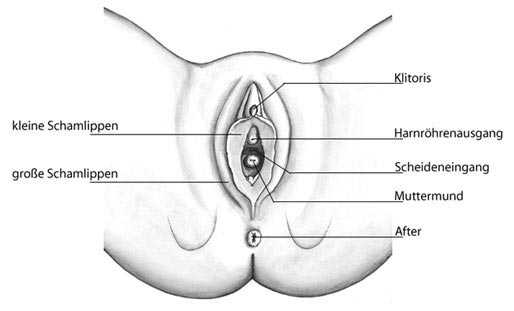 Klitoris
kleine Schamlippen
Harnröhrenausgang
Scheideneingang
große Schamlippen
Muttermund
After